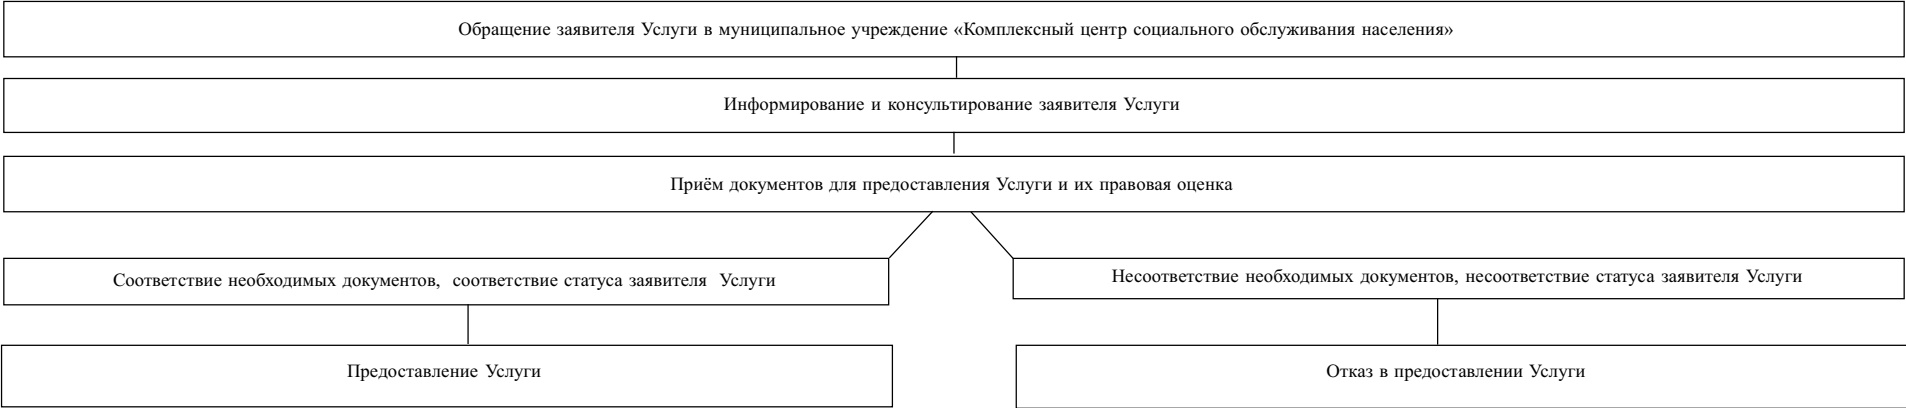 Обращение заявителя Услуги в муниципальное учреждение «Комплексный центр социального обслуживания населения»
Информирование и консультирование заявителя Услуги
Приём документов для предоставления Услуги и их правовая оценка
Соответствие необходимых документов, соответствие статуса заявителя Услуги
Несоответствие необходимых документов, несоответствие статуса заявителя Услуги
Предоставление Услуги
Отказ в предоставлении Услуги